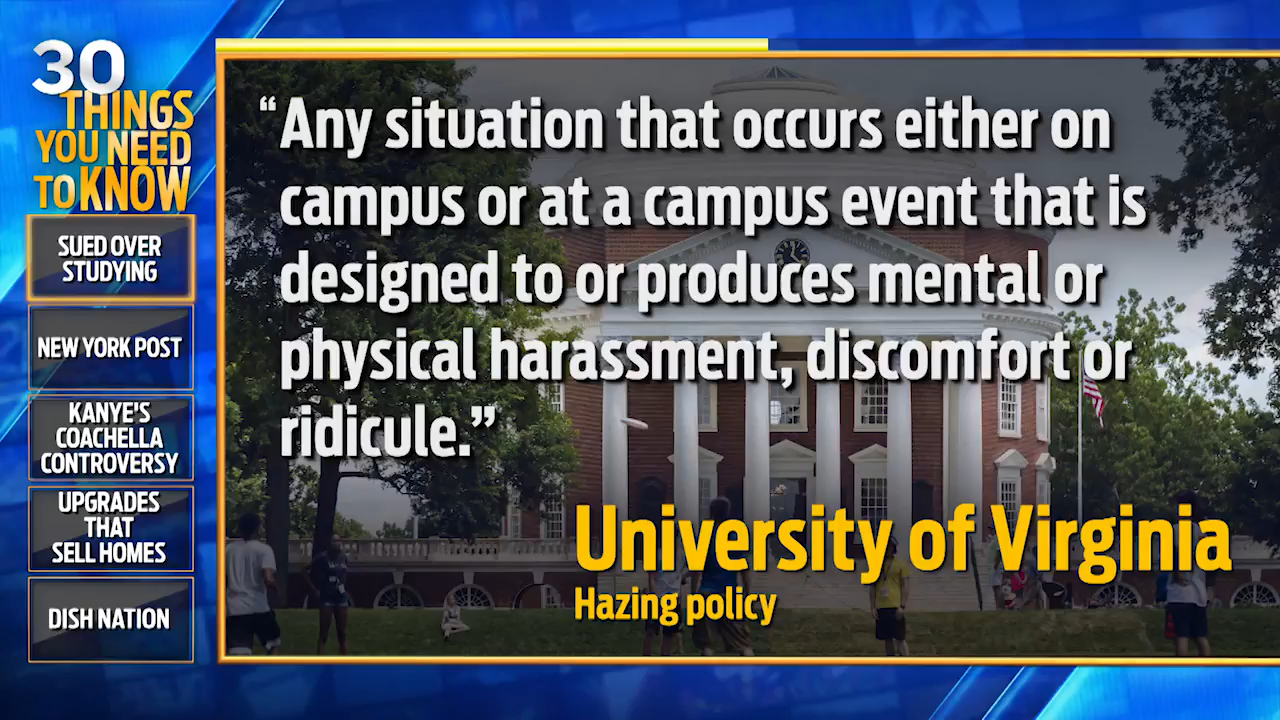 30
THINGS
YOU NEED
TO KNOW
SUED OVER
STUDYING
NEW YORK POST
KANYE'S
COACHELLA
CONTROVERSY
UPGRADES
THAT
SELL HOMES
DISH NATION
“Any situation that occurs either on
campus or at a campus event that is
designed to or produces mental or
physical harassment, discomfort or
ridicule.”
University of Virginia
Hazing policy